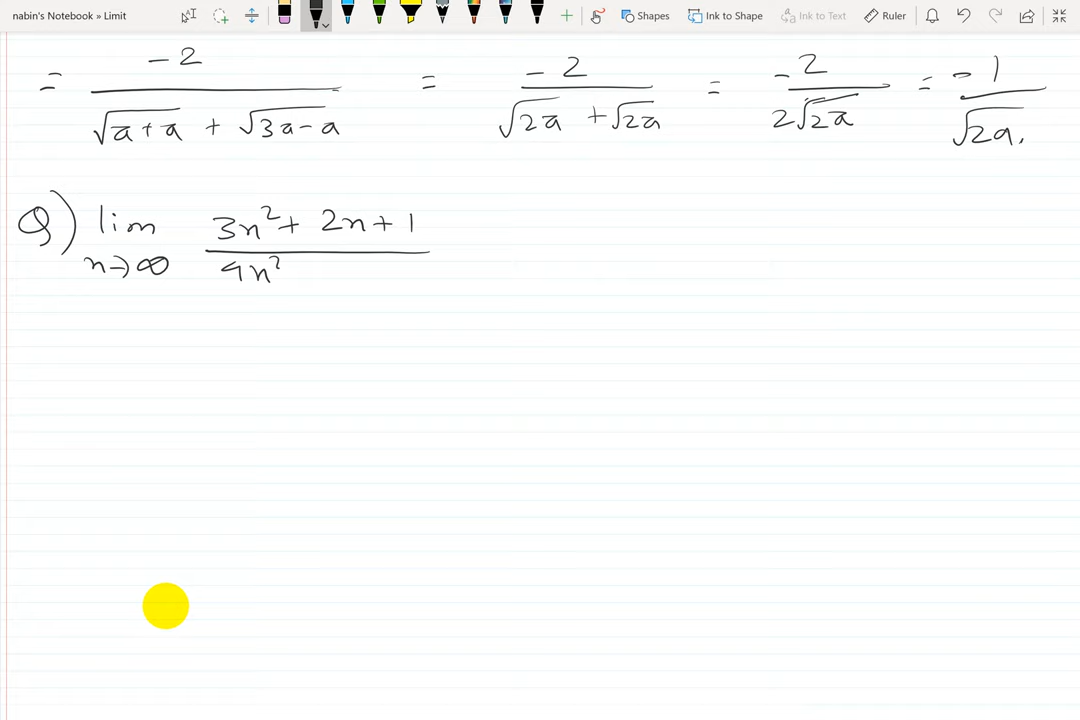 nabin's Notebook » Limit
Shapes Ink to Shape Ink to Text Ruler
= -2 / (√(a+a) + √(3a-a)) = -2 / (√2a + √2a) = -2 / (2√2a) = -1 / √2a.
Q) lim n→∞ (3n² + 2n + 1) / 4n²